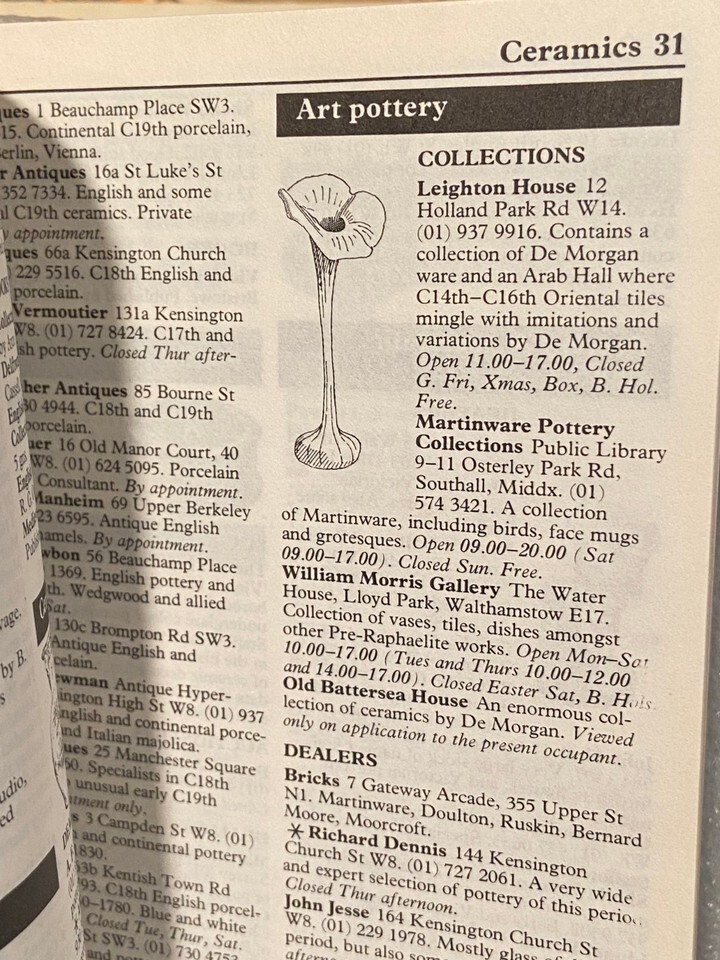 Ceramics 31
ques 1 Beauchamp Place SW3.
15. Continental C19th porcelain,
erlin, Vienna.
r Antiques 16a St Luke's St
352 7334. English and some
l C19th ceramics. Private
y appointment.
ques 66a Kensington Church
229 5516. C18th English and
porcelain.
Vermoutier 131a Kensington
W8. (01) 727 8424. C17th and
sh pottery. Closed Thur after-
her Antiques 85 Bourne St
30 4944. C18th and C19th
porcelain.
uer 16 Old Manor Court, 40
W8. (01) 624 5095. Porcelain
Consultant. By appointment.
Manheim 69 Upper Berkeley
23 6595. Antique English
amels. By appointment.
wbon 56 Beauchamp Place
1369. English pottery and
th. Wedgwood and allied
Sat.
130c Brompton Rd SW3.
Antique English and
celain.
ewman Antique Hyper-
ington High St W8. (01) 937
nglish and continental porce-
nd Italian majolica.
ues 25 Manchester Square
60. Specialists in C18th
unusual early C19th
tment only.
s 3 Campden St W8. (01)
and continental pottery
1830.
3b Kentish Town Rd
93. C18th English porcel-
0–1780. Blue and white
Closed Tue, Thur, Sat.
St SW3. (01) 730 4753
Art pottery
COLLECTIONS
Leighton House 12
Holland Park Rd W14.
(01) 937 9916. Contains a
collection of De Morgan
ware and an Arab Hall where
C14th–C16th Oriental tiles
mingle with imitations and
variations by De Morgan.
Open 11.00–17.00, Closed
G. Fri, Xmas, Box, B. Hol.
Free.
Martinware Pottery
Collections Public Library
9–11 Osterley Park Rd,
Southall, Middx. (01)
574 3421. A collection
of Martinware, including birds, face mugs
and grotesques. Open 09.00–20.00 (Sat
09.00–17.00). Closed Sun. Free.
William Morris Gallery The Water
House, Lloyd Park, Walthamstow E17.
Collection of vases, tiles, dishes amongst
other Pre-Raphaelite works. Open Mon–Sat
10.00–17.00 (Tues and Thurs 10.00–12.00
and 14.00–17.00). Closed Easter Sat, B. Hols.
Old Battersea House An enormous col-
lection of ceramics by De Morgan. Viewed
only on application to the present occupant.
DEALERS
Bricks 7 Gateway Arcade, 355 Upper St
N1. Martinware, Doulton, Ruskin, Bernard
Moore, Moorcroft.
* Richard Dennis 144 Kensington
Church St W8. (01) 727 2061. A very wide
and expert selection of pottery of this perio
Closed Thur afternoon.
John Jesse 164 Kensington Church St
W8. (01) 229 1978. Mostly glass
period, but also